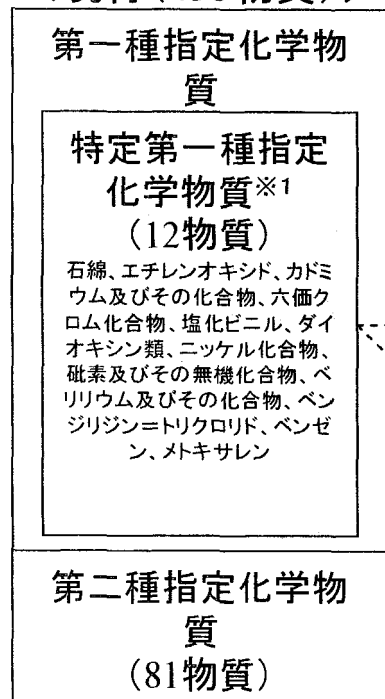 第一種指定化学物
質
特定第一種指定
化学物質※1
(12物質)
石綿、エチレンオキシド、カドミ
ウム及びその化合物、六価ク
ロム化合物、塩化ビニル、ダイ
オキシン類、ニッケル化合物、
砒素及びその無機化合物、ベ
リリウム及びその化合物、ベン
ジリジン＝トリクロリド、ベンゼ
ン、メトキサレン
第二種指定化学物
質
(81物質)